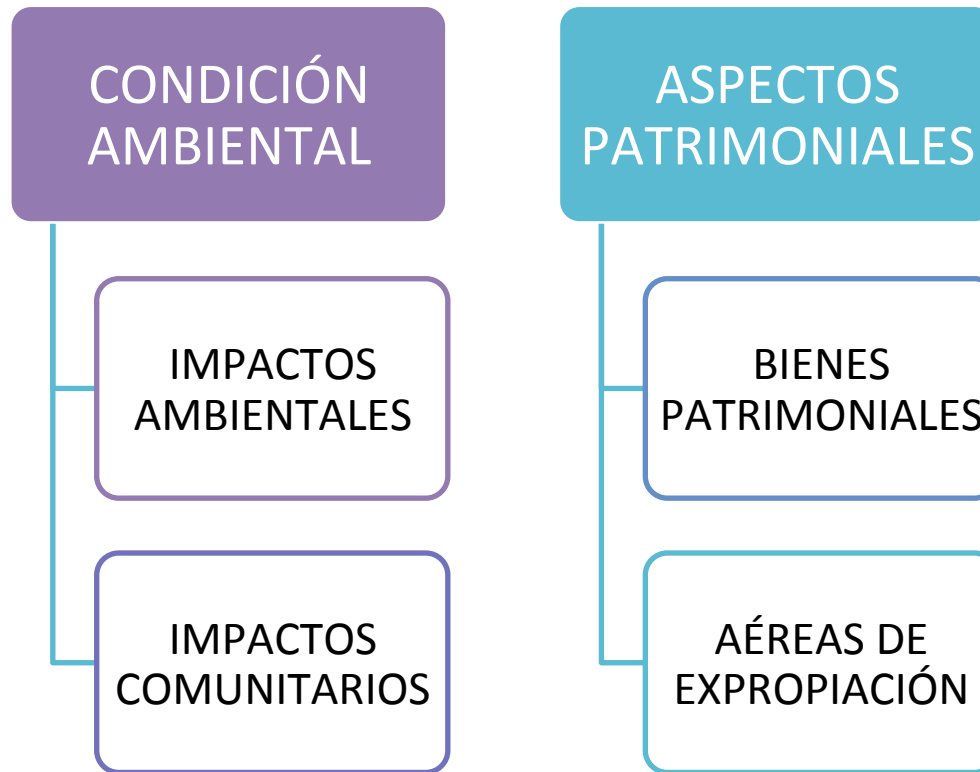 CONDICIÓN
AMBIENTAL
IMPACTOS
AMBIENTALES
IMPACTOS
COMUNITARIOS
ASPECTOS
PATRIMONIALES
BIENES
PATRIMONIALES
AÉREAS DE
EXPROPIACIÓN